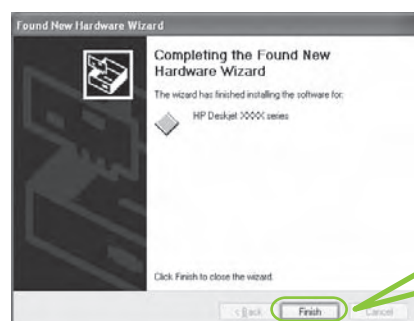 Found New Hardware Wizard
Completing the Found New
Hardware Wizard
The wizard has finished installing the software for:
HP Deskjet XXXX series
Click Finish to close the wizard.
< Back
Finish
Cancel